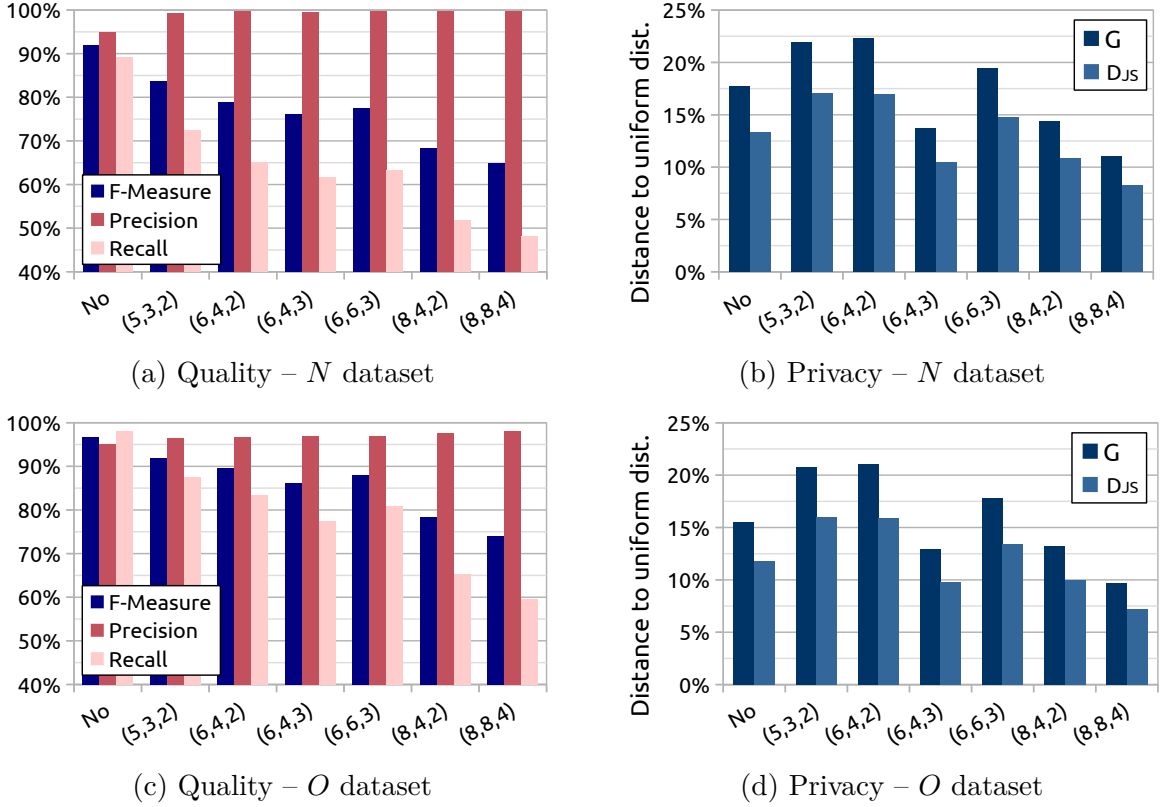 100%
90%
80%
70%
60%
50%
40%
F-Measure
Precision
Recall
No
(5,3,2)
(6,4,2)
(6,4,3)
(6,6,3)
(8,4,2)
(8,8,4)
(a) Quality – N dataset
Distance to uniform dist.
25%
20%
15%
10%
5%
0%
G
DJS
No
(5,3,2)
(6,4,2)
(6,4,3)
(6,6,3)
(8,4,2)
(8,8,4)
(b) Privacy – N dataset
100%
90%
80%
70%
60%
50%
40%
F-Measure
Precision
Recall
No
(5,3,2)
(6,4,2)
(6,4,3)
(6,6,3)
(8,4,2)
(8,8,4)
(c) Quality – O dataset
Distance to uniform dist.
25%
20%
15%
10%
5%
0%
G
DJS
No
(5,3,2)
(6,4,2)
(6,4,3)
(6,6,3)
(8,4,2)
(8,8,4)
(d) Privacy – O dataset